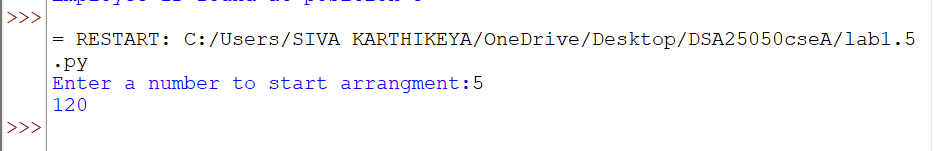 >>>
= RESTART: C:/Users/SIVA KARTHIKEYA/OneDrive/Desktop/DSA25050cseA/lab1.5
.py
Enter a number to start arrangment:5
120
>>>